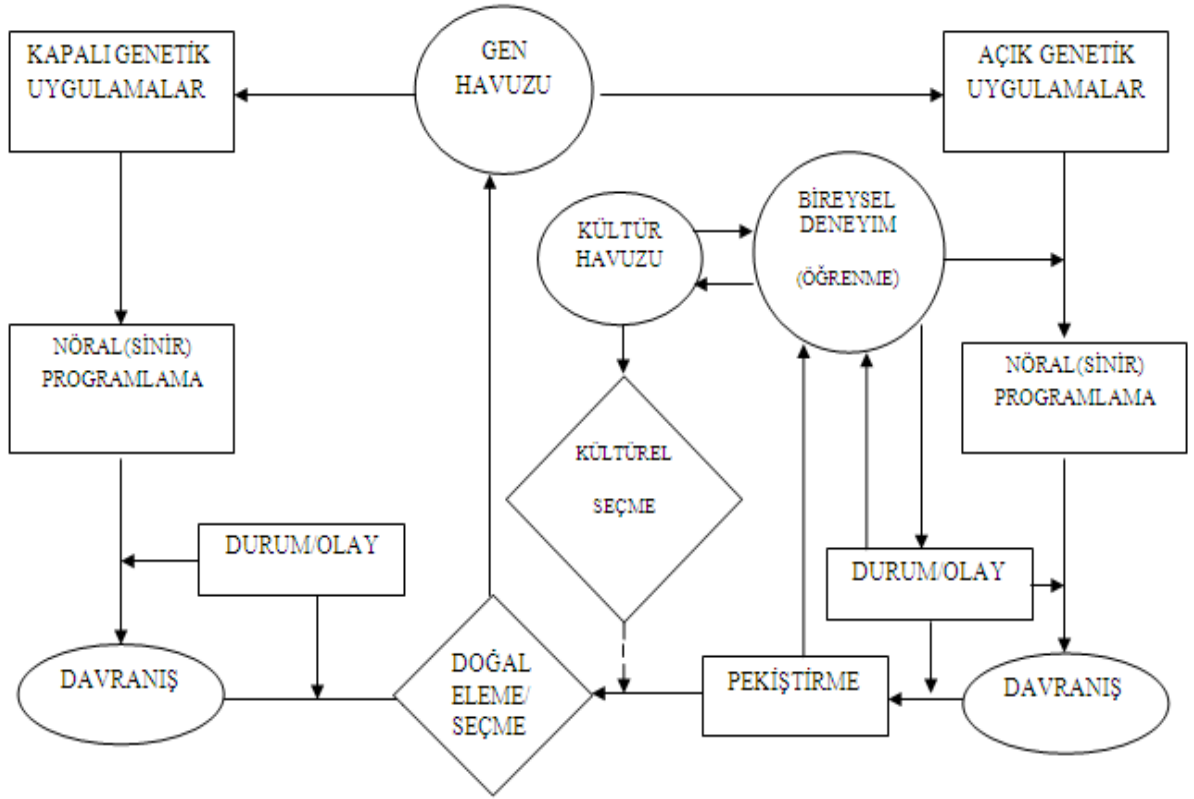 KAPALI GENETİK
UYGULAMALAR
GEN
HAVUZU
AÇIK GENETİK
UYGULAMALAR
KÜLTÜR
HAVUZU
BİREYSEL
DENEYIM
(ÖĞRENME)
NÖRAL(SİNİR)
PROGRAMLAMA
NÖRAL(SİNİR)
PROGRAMLAMA
KÜLTÜREL
SEÇME
DURUM/OLAY
DURUM/OLAY
DAVRANIŞ
DOĞAL
ELEME/
SEÇME
PEKİŞTİRME
DAVRANIŞ